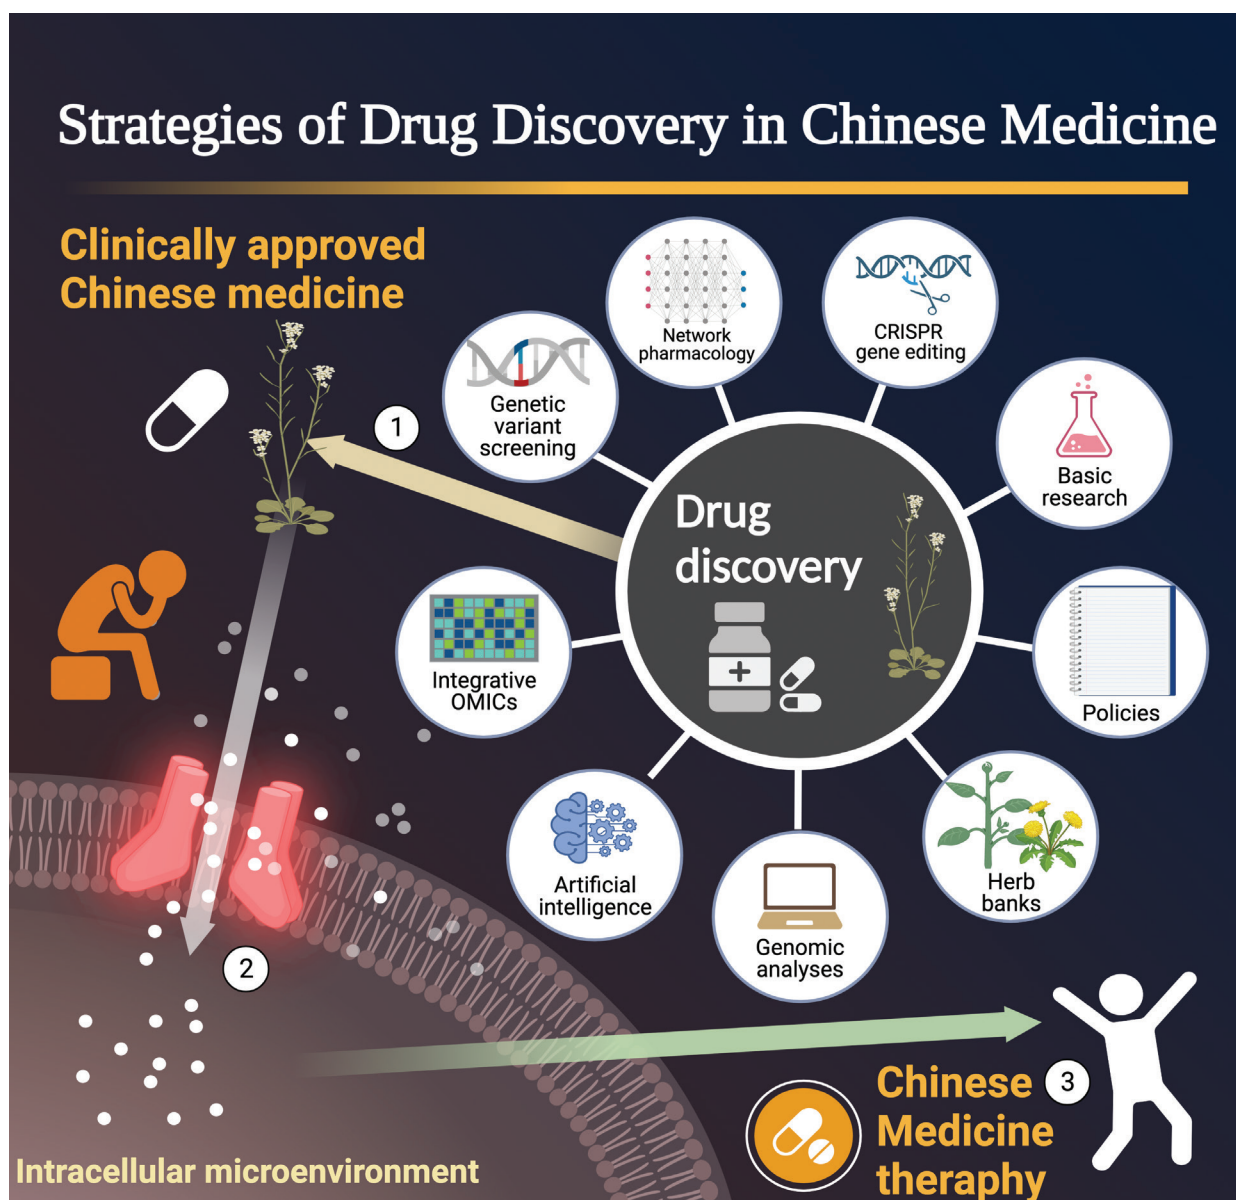 Strategies of Drug Discovery in Chinese Medicine
Clinically approved
Chinese medicine
Network
pharmacology
CRISPR
gene editing
Genetic
variant
screening
1
Basic
research
Drug
discovery
Integrative
OMICs
Policies
Artificial
intelligence
Herb
banks
Genomic
analyses
2
3
Chinese
Medicine
theraphy
Intracellular microenvironment